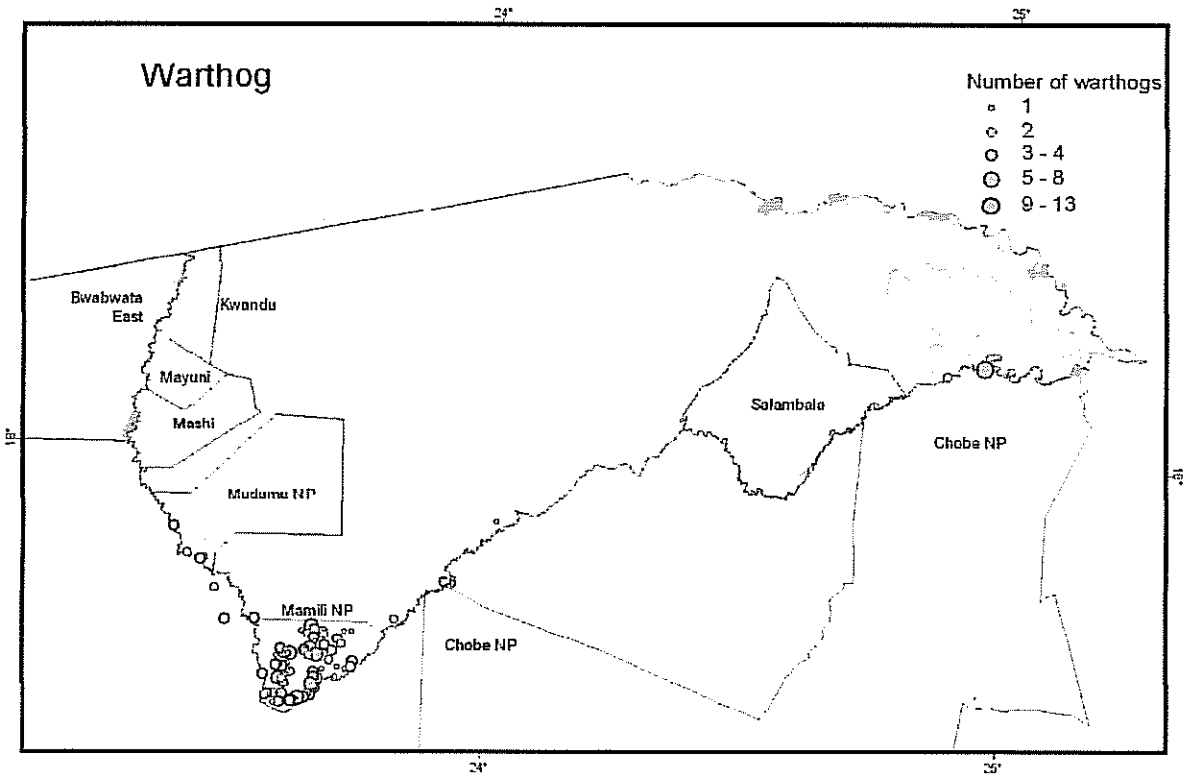 24°
25°
Warthog
Number of warthogs
1
2
3 - 4
5 - 8
9 - 13
Bwabwata
East
Kwandu
Mayuni
Mashi
Salambala
18°
Chobe NP
18°
Mudumu NP
Mamili NP
Chobe NP
24°
25°